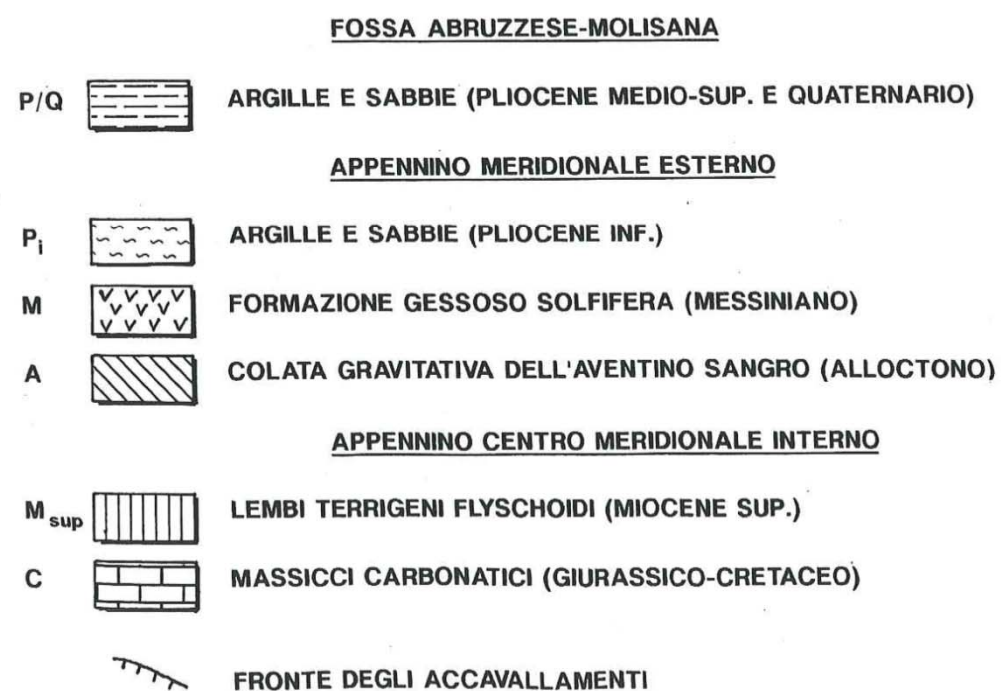 FOSSA ABRUZZESE-MOLISANA
P/Q ARGILLE E SABBIE (PLIOCENE MEDIO-SUP. E QUATERNARIO)
APPENNINO MERIDIONALE ESTERNO
Pi ARGILLE E SABBIE (PLIOCENE INF.)
M FORMAZIONE GESSOSO SOLFIFERA (MESSINIANO)
A COLATA GRAVITATIVA DELL'AVENTINO SANGRO (ALLOCTONO)
APPENNINO CENTRO MERIDIONALE INTERNO
Msup LEMBI TERRIGENI FLYSCHOIDI (MIOCENE SUP.)
C MASSICCI CARBONATICI (GIURASSICO-CRETACEO)
FRONTE DEGLI ACCAVALLAMENTI